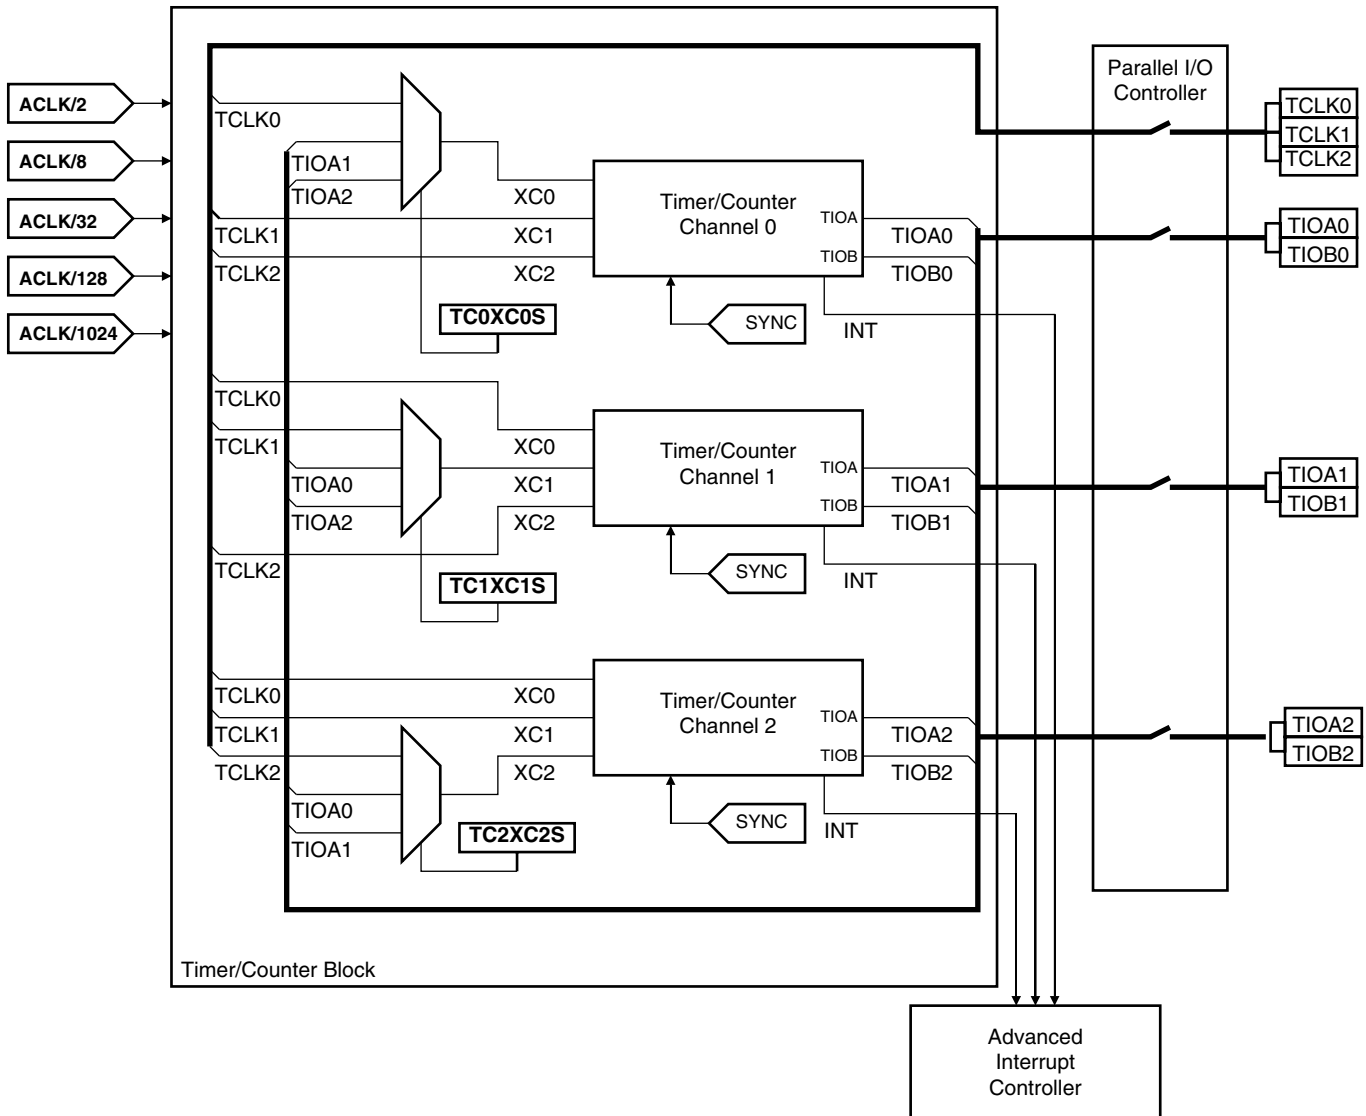 ACLK/2
ACLK/8
ACLK/32
ACLK/128
ACLK/1024
TCLK0
TIOA1
TIOA2
TCLK1
TCLK2
XC0
XC1
XC2
TC0XC0S
Timer/Counter
Channel 0
TIOA
TIOB
TIOA0
TIOB0
SYNC
INT
TCLK0
TCLK1
TIOA0
TIOA2
TCLK2
XC0
XC1
XC2
TC1XC1S
Timer/Counter
Channel 1
TIOA
TIOB
TIOA1
TIOB1
SYNC
INT
TCLK0
TCLK1
TCLK2
TIOA0
TIOA1
XC0
XC1
XC2
TC2XC2S
Timer/Counter
Channel 2
TIOA
TIOB
TIOA2
TIOB2
SYNC
INT
Timer/Counter Block
Parallel I/O
Controller
TCLK0
TCLK1
TCLK2
TIOA0
TIOB0
TIOA1
TIOB1
TIOA2
TIOB2
Advanced
Interrupt
Controller